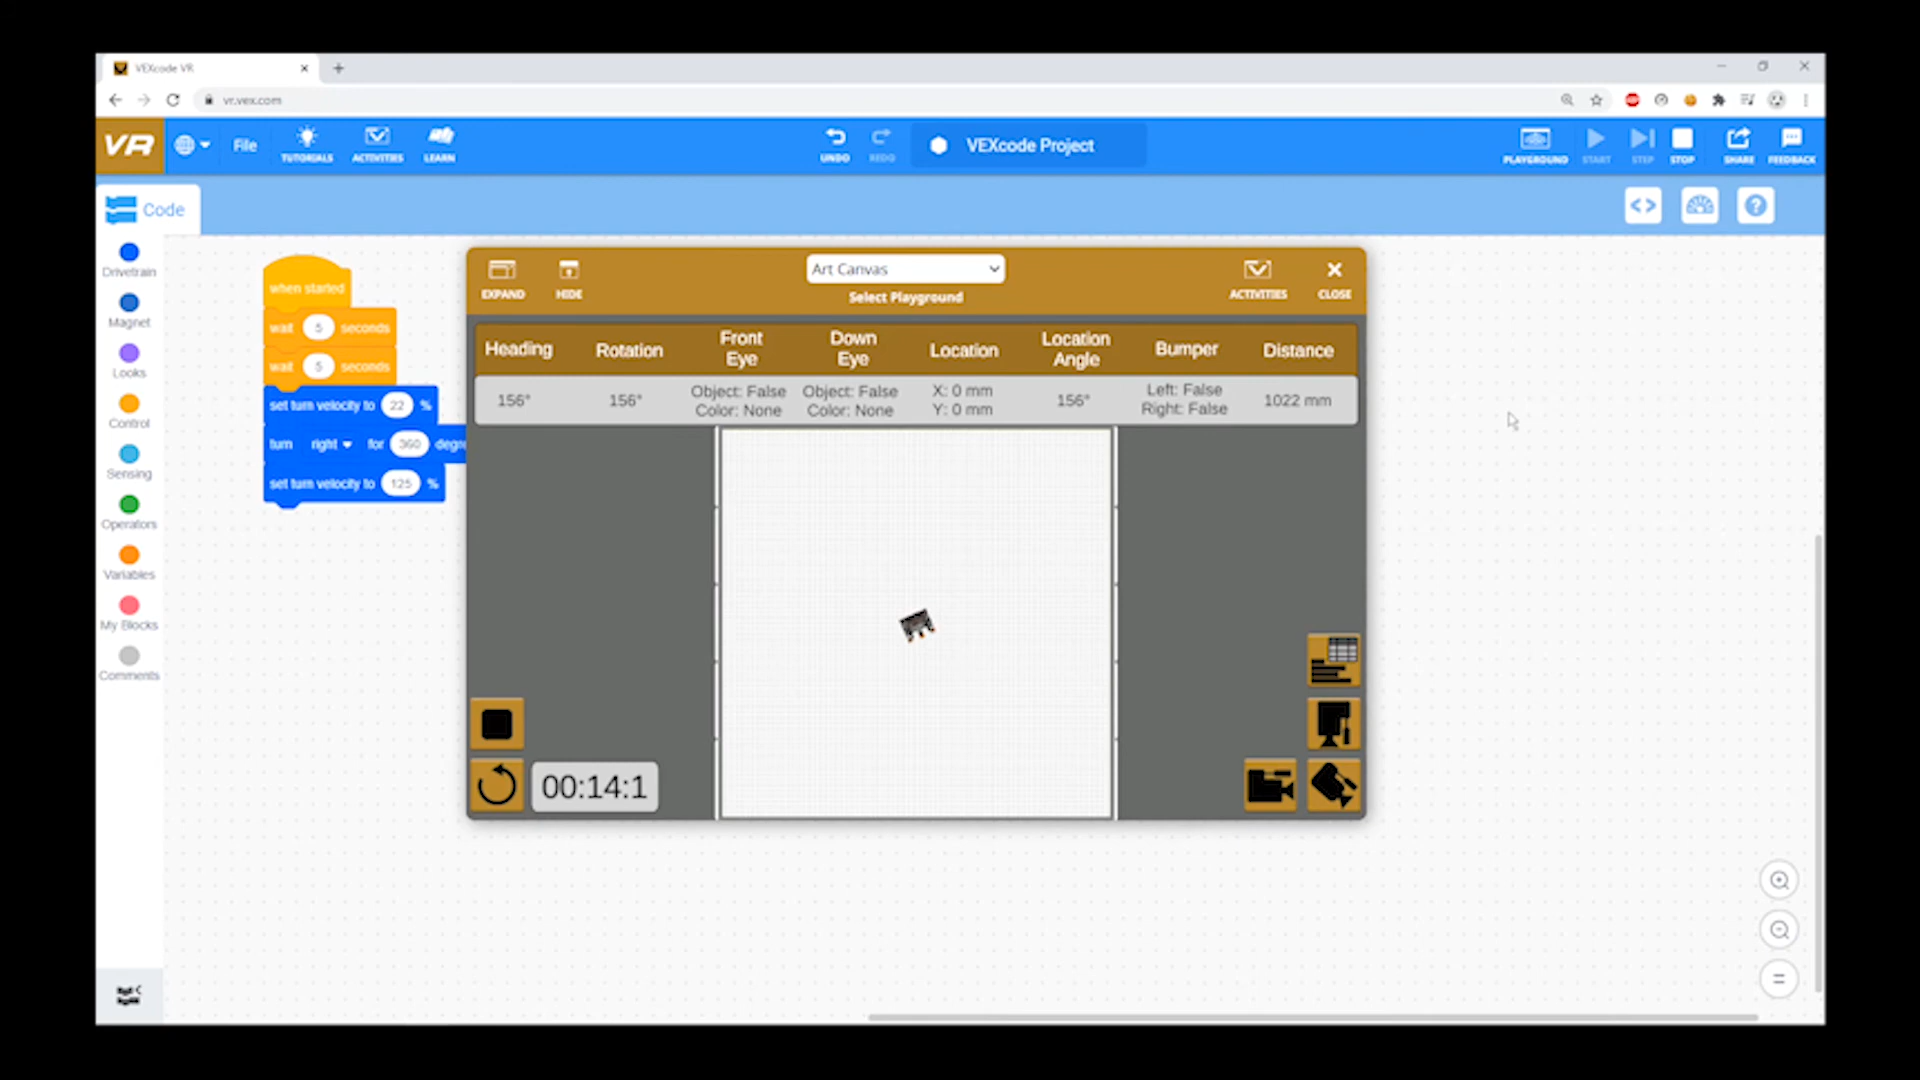 VEXcode VR
vr.vex.com
VR
File
TUTORIALS
ACTIVITIES
LEARN
UNDO
REDO
VEXcode Project
PLAYGROUND
START
STEP
STOP
SHARE
FEEDBACK
Code
Drivetrain
Magnet
Looks
Control
Sensing
Operators
Variables
My Blocks
Comments
when started
wait 5 seconds
wait 5 seconds
set turn velocity to 22 %
turn right for 360 degre
set turn velocity to 125 %
EXPAND
HIDE
Art Canvas
Select Playground
ACTIVITIES
CLOSE
Heading Rotation Front Eye Down Eye Location Location Angle Bumper Distance
156° 156° Object: False Object: False X: 0 mm 156° Left: False 1022 mm
Color: None Color: None Y: 0 mm Right: False
00:14:1